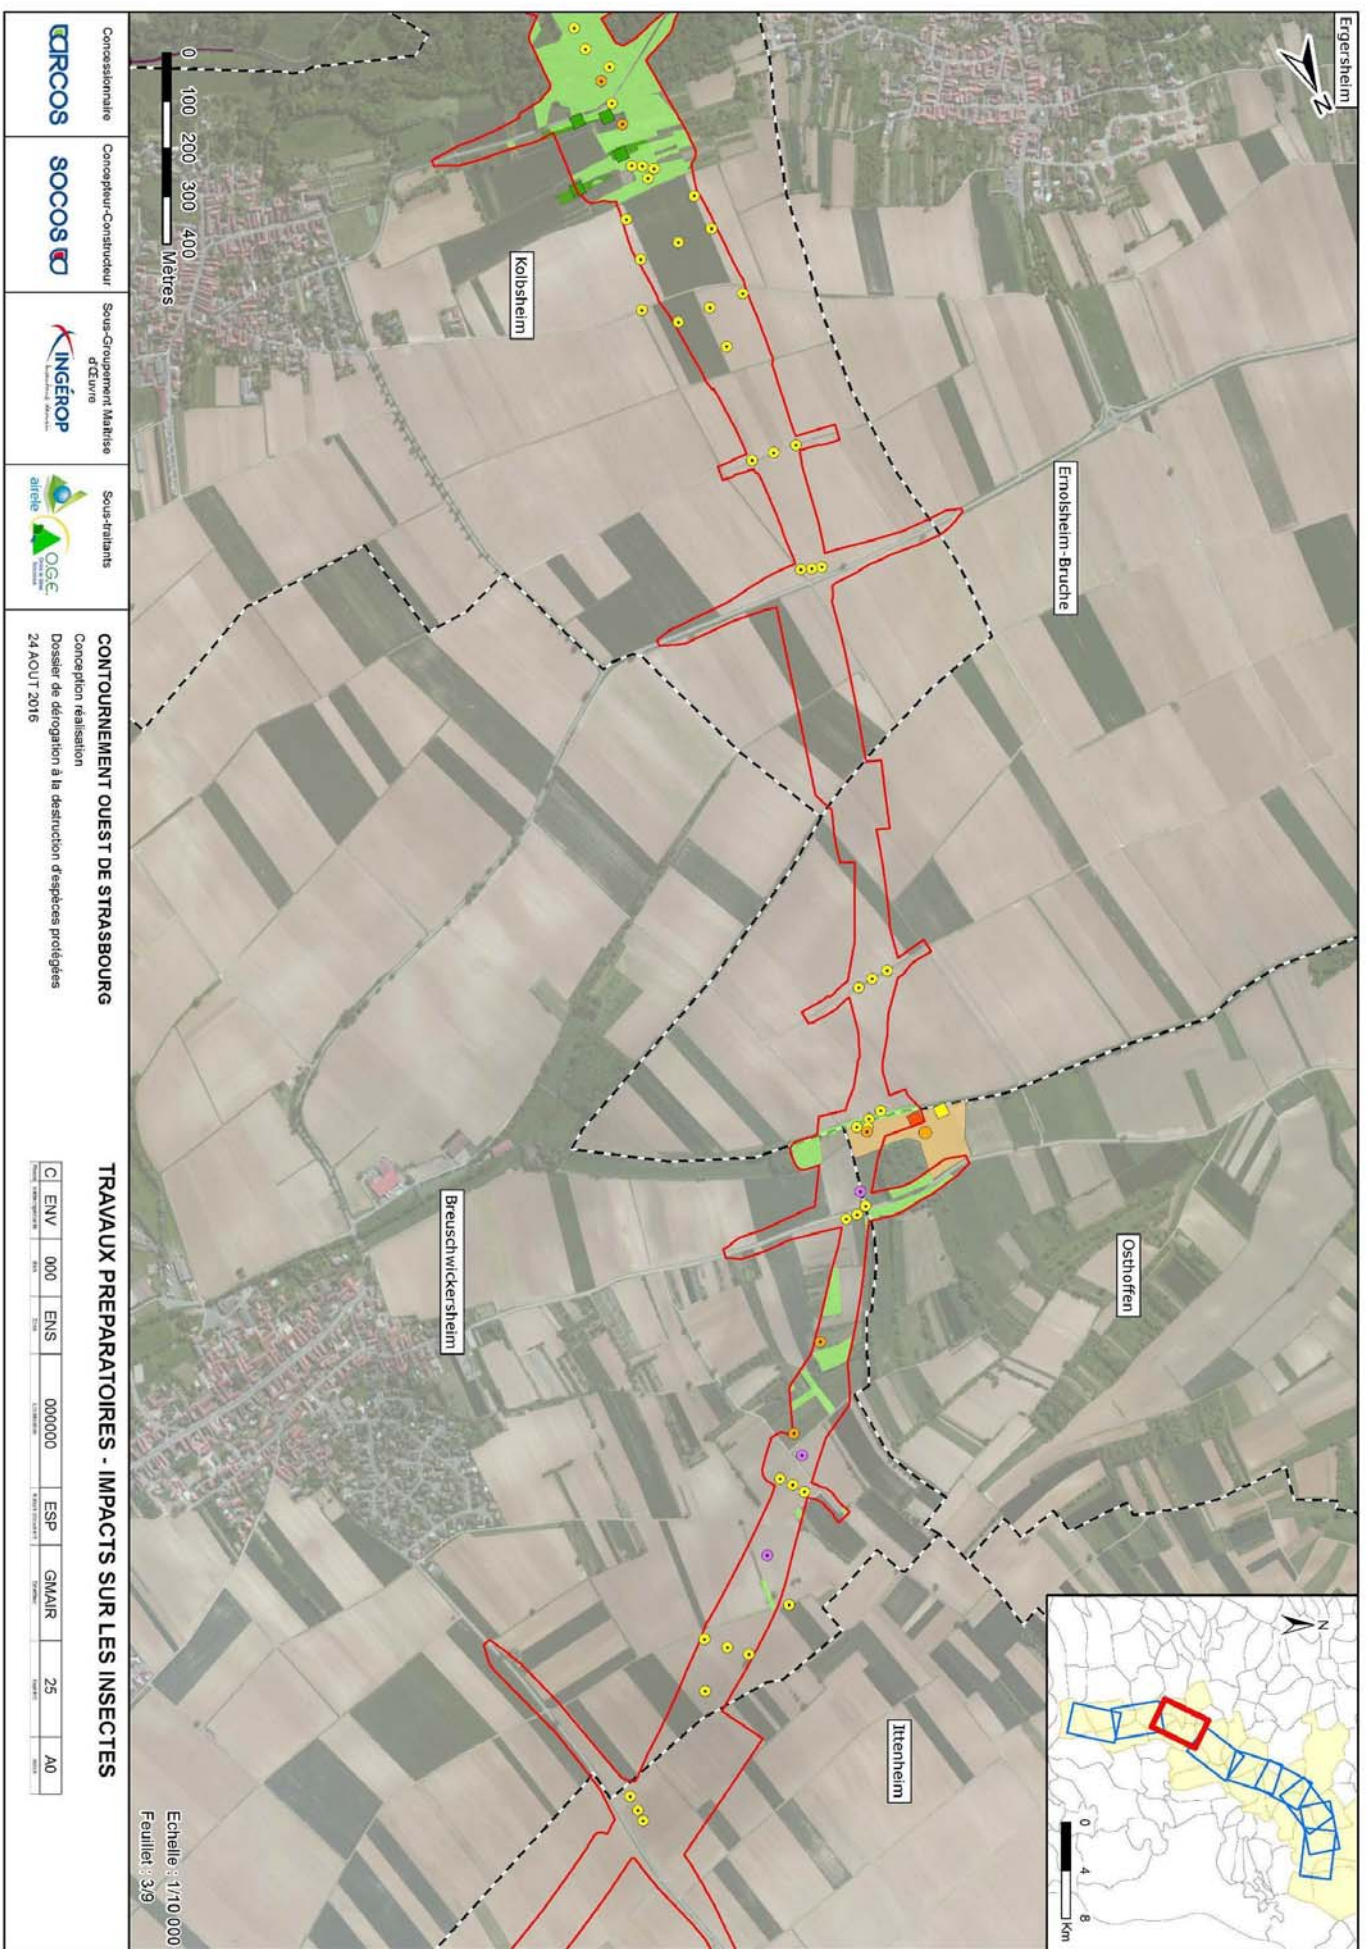 Ergersheim
N
Kolbsheim
Ernolsheim-Bruche
Breuschwickersheim
Osthoffen
Ittenheim
N
0 4 8
Km
0 100 200 300 400
Mètres
Echelle : 1/10 000
Feuillet : 3/9
Concessionnaire
ARCOS
Concepteur-Constructeur
SOCOS
Sous-Groupement Maîtrise
d'Œuvre
INGÉROP
Sous-traitants
airele
O.G.E.
CONTOURNEMENT OUEST DE STRASBOURG
Conception réalisation
Dossier de dérogation à la destruction d'espèces protégées
24 AOUT 2016
TRAVAUX PREPARATOIRES - IMPACTS SUR LES INSECTES
C ENV 000 ENS 000000 ESP GMAIR 25 A0